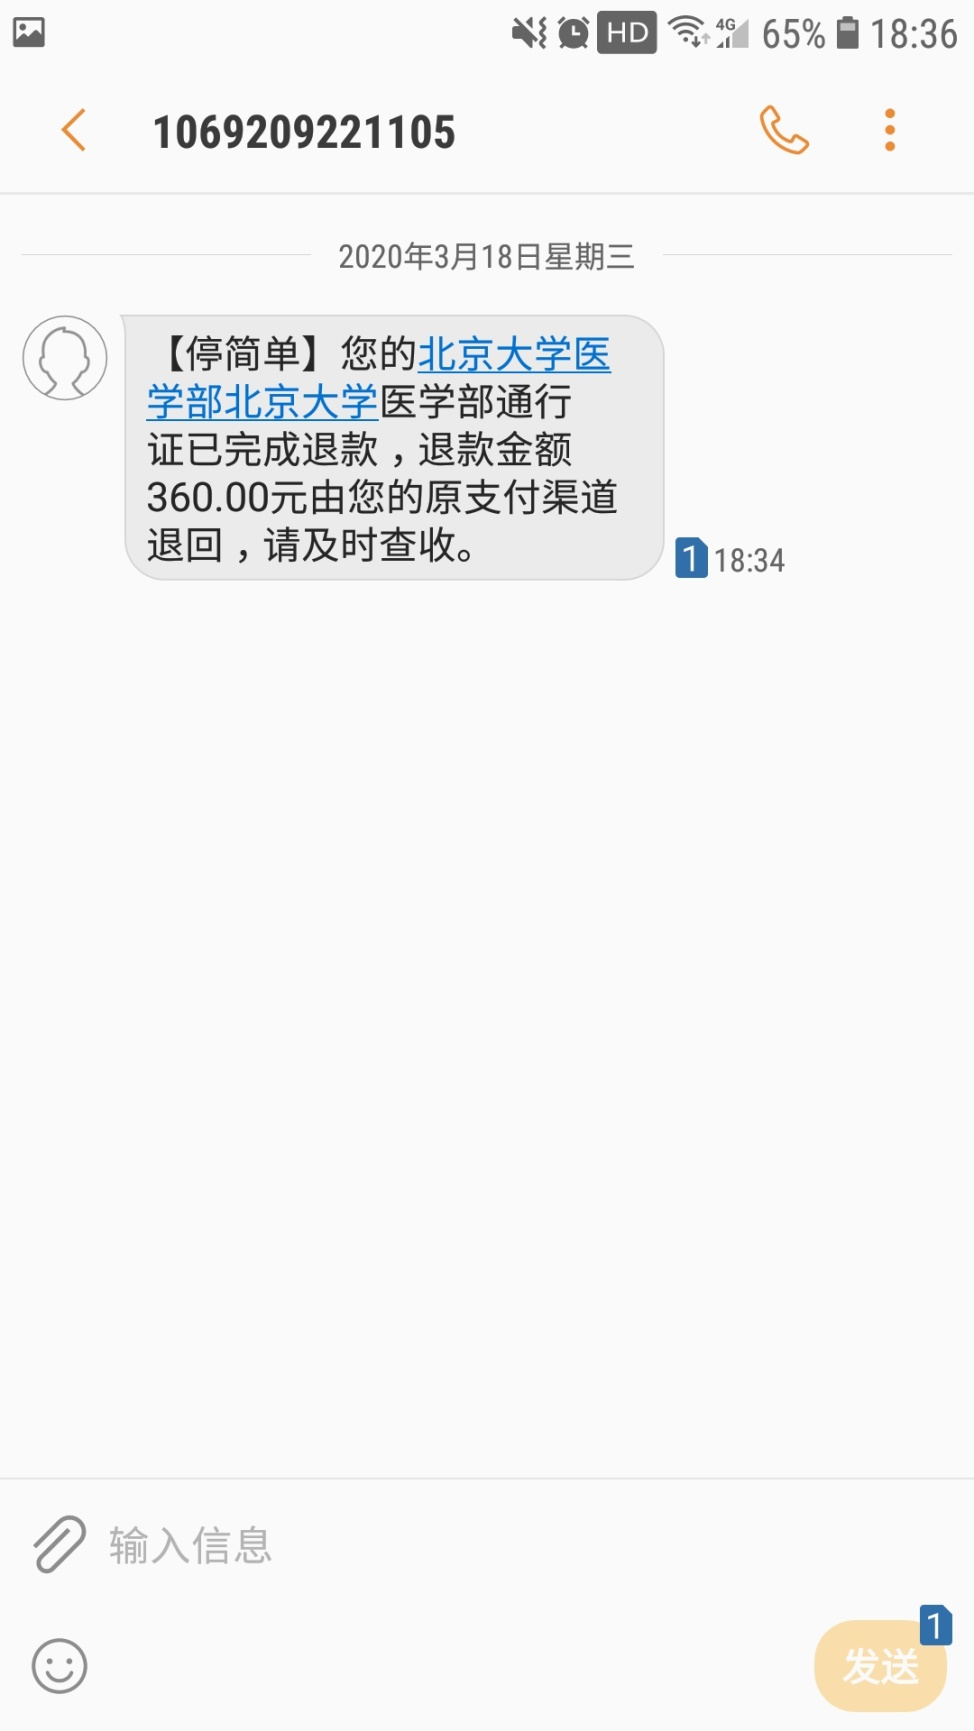 HD 4G 65% 18:36
1069209221105
2020年3月18日星期三
【停简单】您的北京大学医
学部北京大学医学部通行
证已完成退款，退款金额
360.00元由您的原支付渠道
退回，请及时查收。
1 18:34
输入信息
1
发送